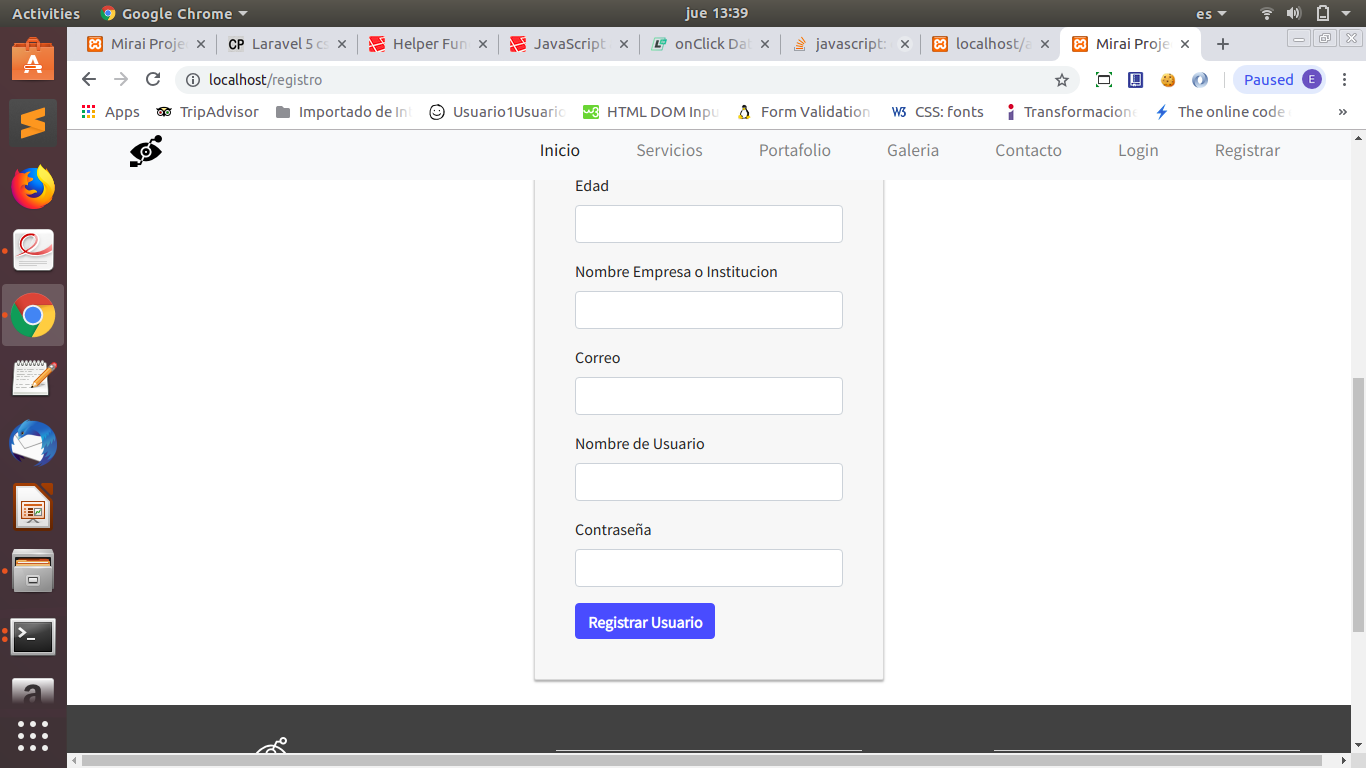 Activities Google Chrome jue 13:39 es
Mirai Proje Laravel 5 cs Helper Fun JavaScript onClick Da javascript: localhost/a Mirai Proje
localhost/registro Paused E
Apps TripAdvisor Importado de In Usuario1Usuario HTML DOM Inpu Form Validation CSS: fonts Transformacione The online code »
Inicio Servicios Portafolio Galeria Contacto Login Registrar
Edad
Nombre Empresa o Institucion
Correo
Nombre de Usuario
Contraseña
Registrar Usuario